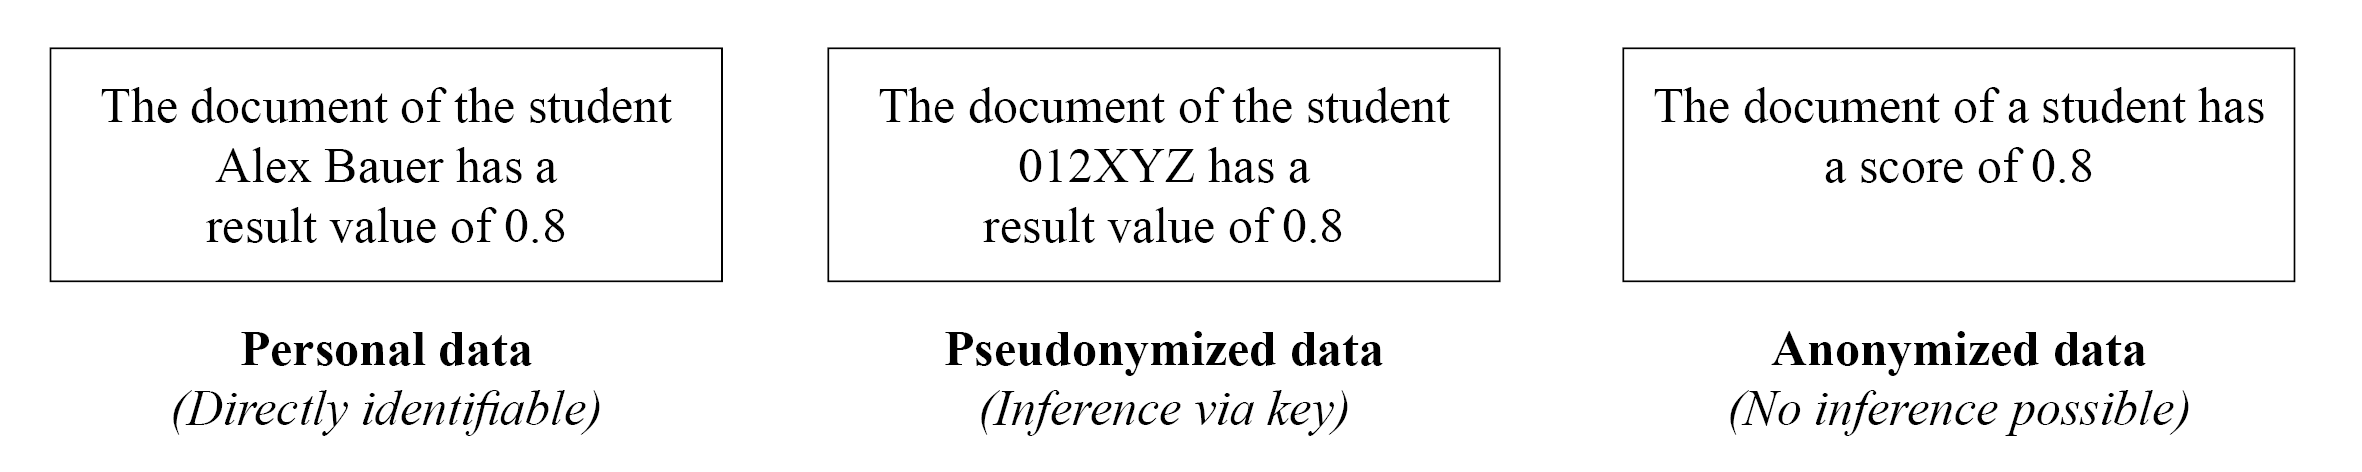 The document of the student
Alex Bauer has a
result value of 0.8
Personal data
(Directly identifiable)
The document of the student
012XYZ has a
result value of 0.8
Pseudonymized data
(Inference via key)
The document of a student has
a score of 0.8
Anonymized data
(No inference possible)